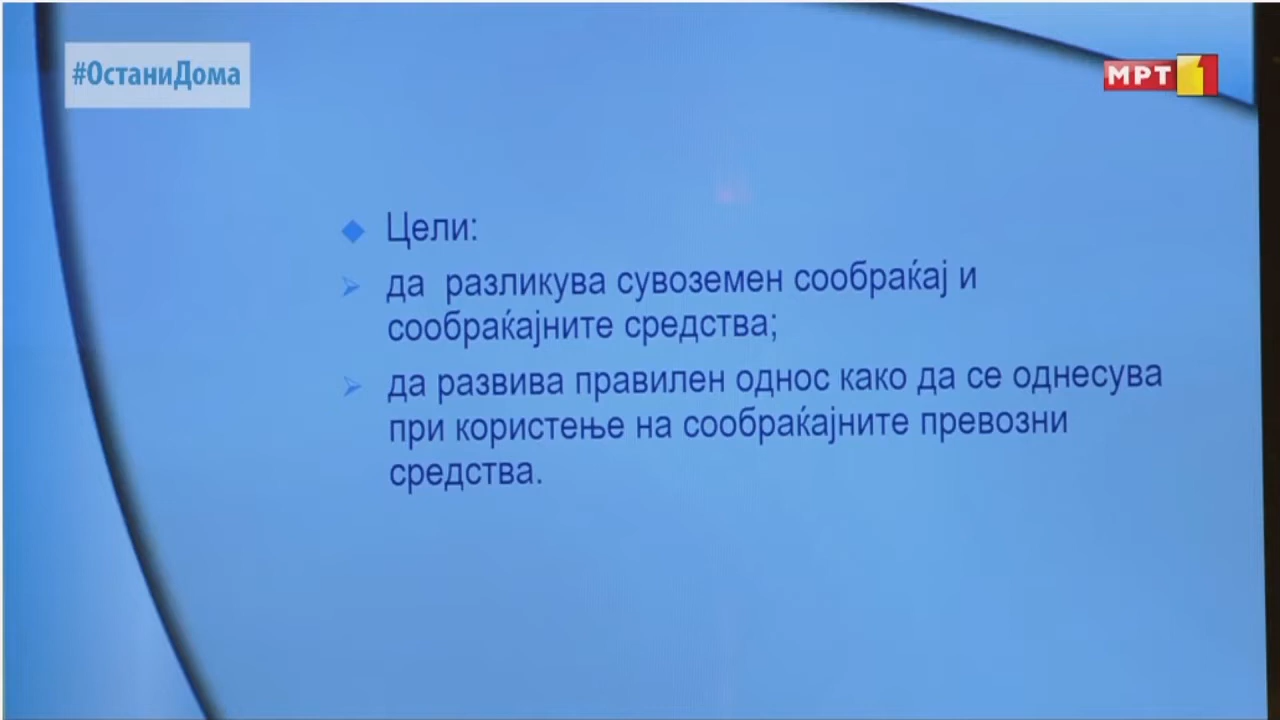 #ОстаниДома
МРТ 1
Цели:
да разликува сувоземен сообраќај и
сообраќајните средства;
да развива правилен однос како да се однесува
при користење на сообраќајните превозни
средства.